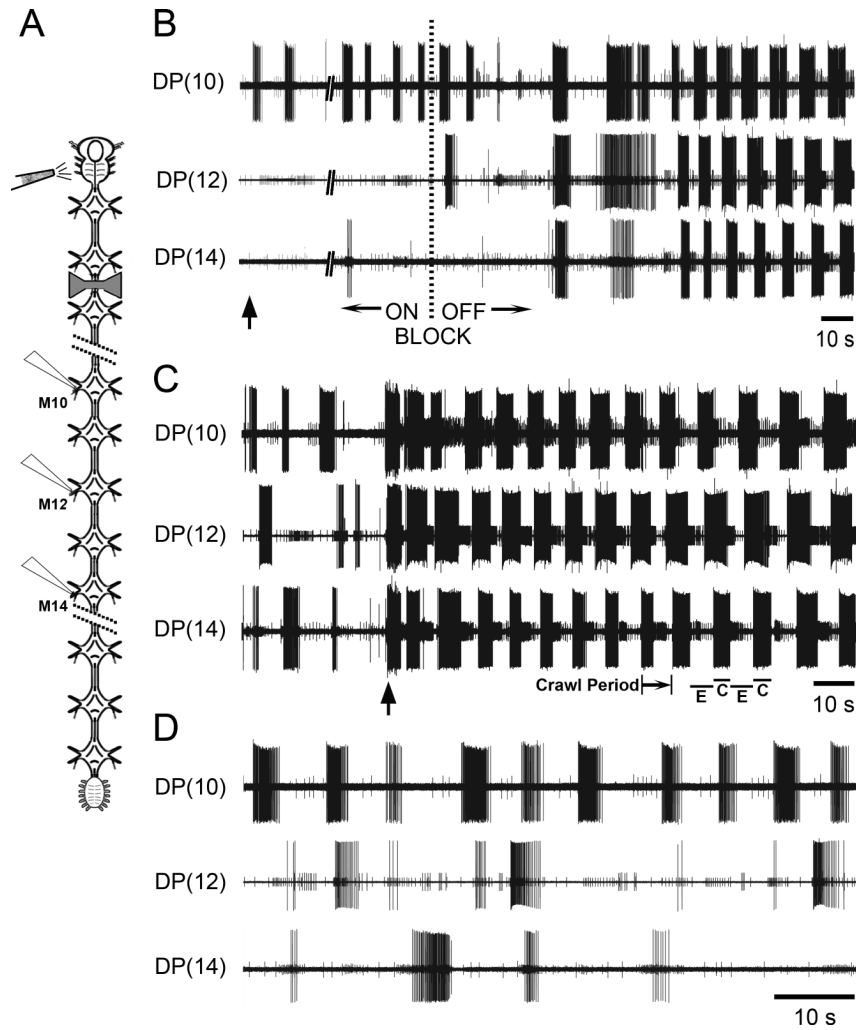 A
M10
M12
M14
B
DP(10)
DP(12)
DP(14)
ON OFF
BLOCK
10 s
C
DP(10)
DP(12)
DP(14)
Crawl Period
E C E C
10 s
D
DP(10)
DP(12)
DP(14)
10 s